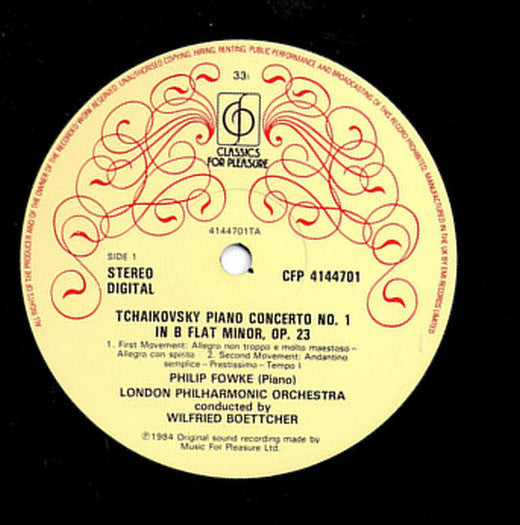 ALL RIGHTS OF THE PRODUCER AND OF THE OWNER OF THE RECORDED WORK RESERVED. UNAUTHORISED COPYING, HIRING, RENTING, PUBLIC PERFORMANCE AND BROADCASTING OF THIS RECORD PROHIBITED. MANUFACTURED IN THE UK BY EMI RECORDS LIMITED
33⅓
CLASSICS
FOR PLEASURE
4144701TA
SIDE 1
STEREO
DIGITAL
CFP 4144701
TCHAIKOVSKY PIANO CONCERTO NO. 1
IN B FLAT MINOR, OP. 23
1. First Movement: Allegro non troppo e molto maestoso –
Allegro con spirito 2. Second Movement: Andantino
semplice – Prestissimo – Tempo I
PHILIP FOWKE (Piano)
LONDON PHILHARMONIC ORCHESTRA
conducted by
WILFRIED BOETTCHER
℗1984 Original sound recording made by
Music For Pleasure Ltd.